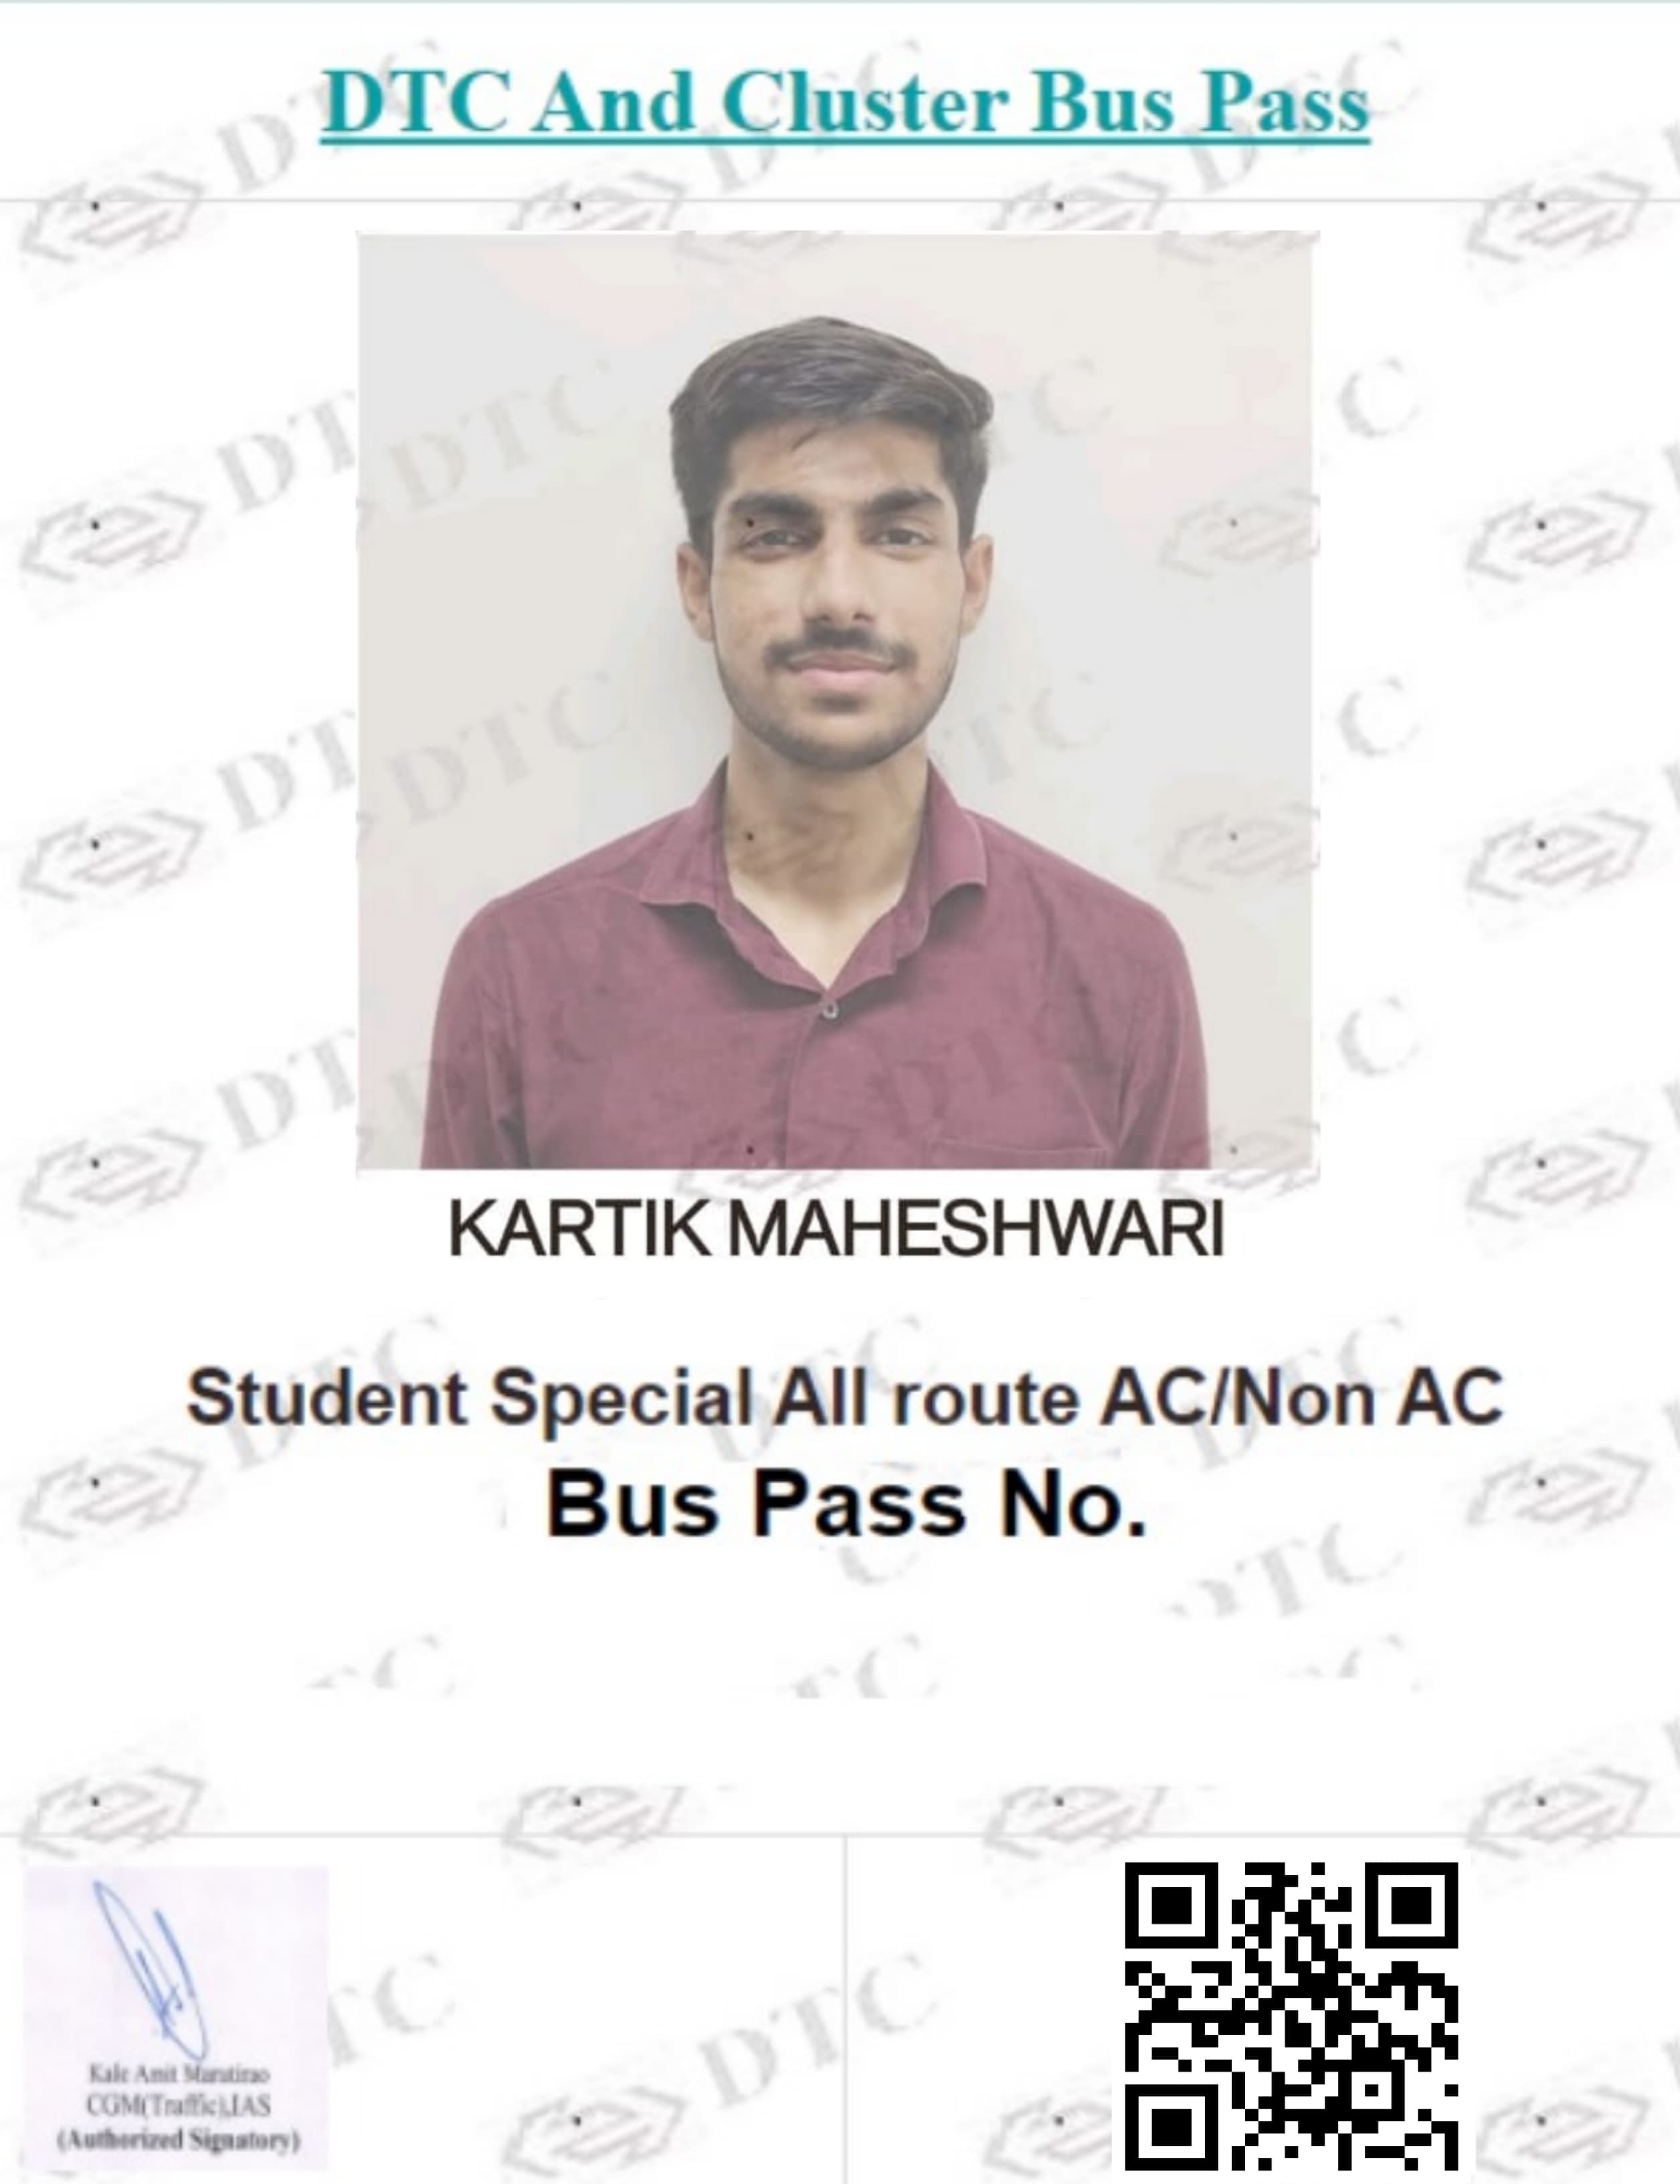 DTC And Cluster Bus Pass
KARTIK MAHESHWARI
Student Special All route AC/Non AC
Bus Pass No.
Kale Amit Marutirao
CGM(Traffic),IAS
(Authorized Signatory)
DTC